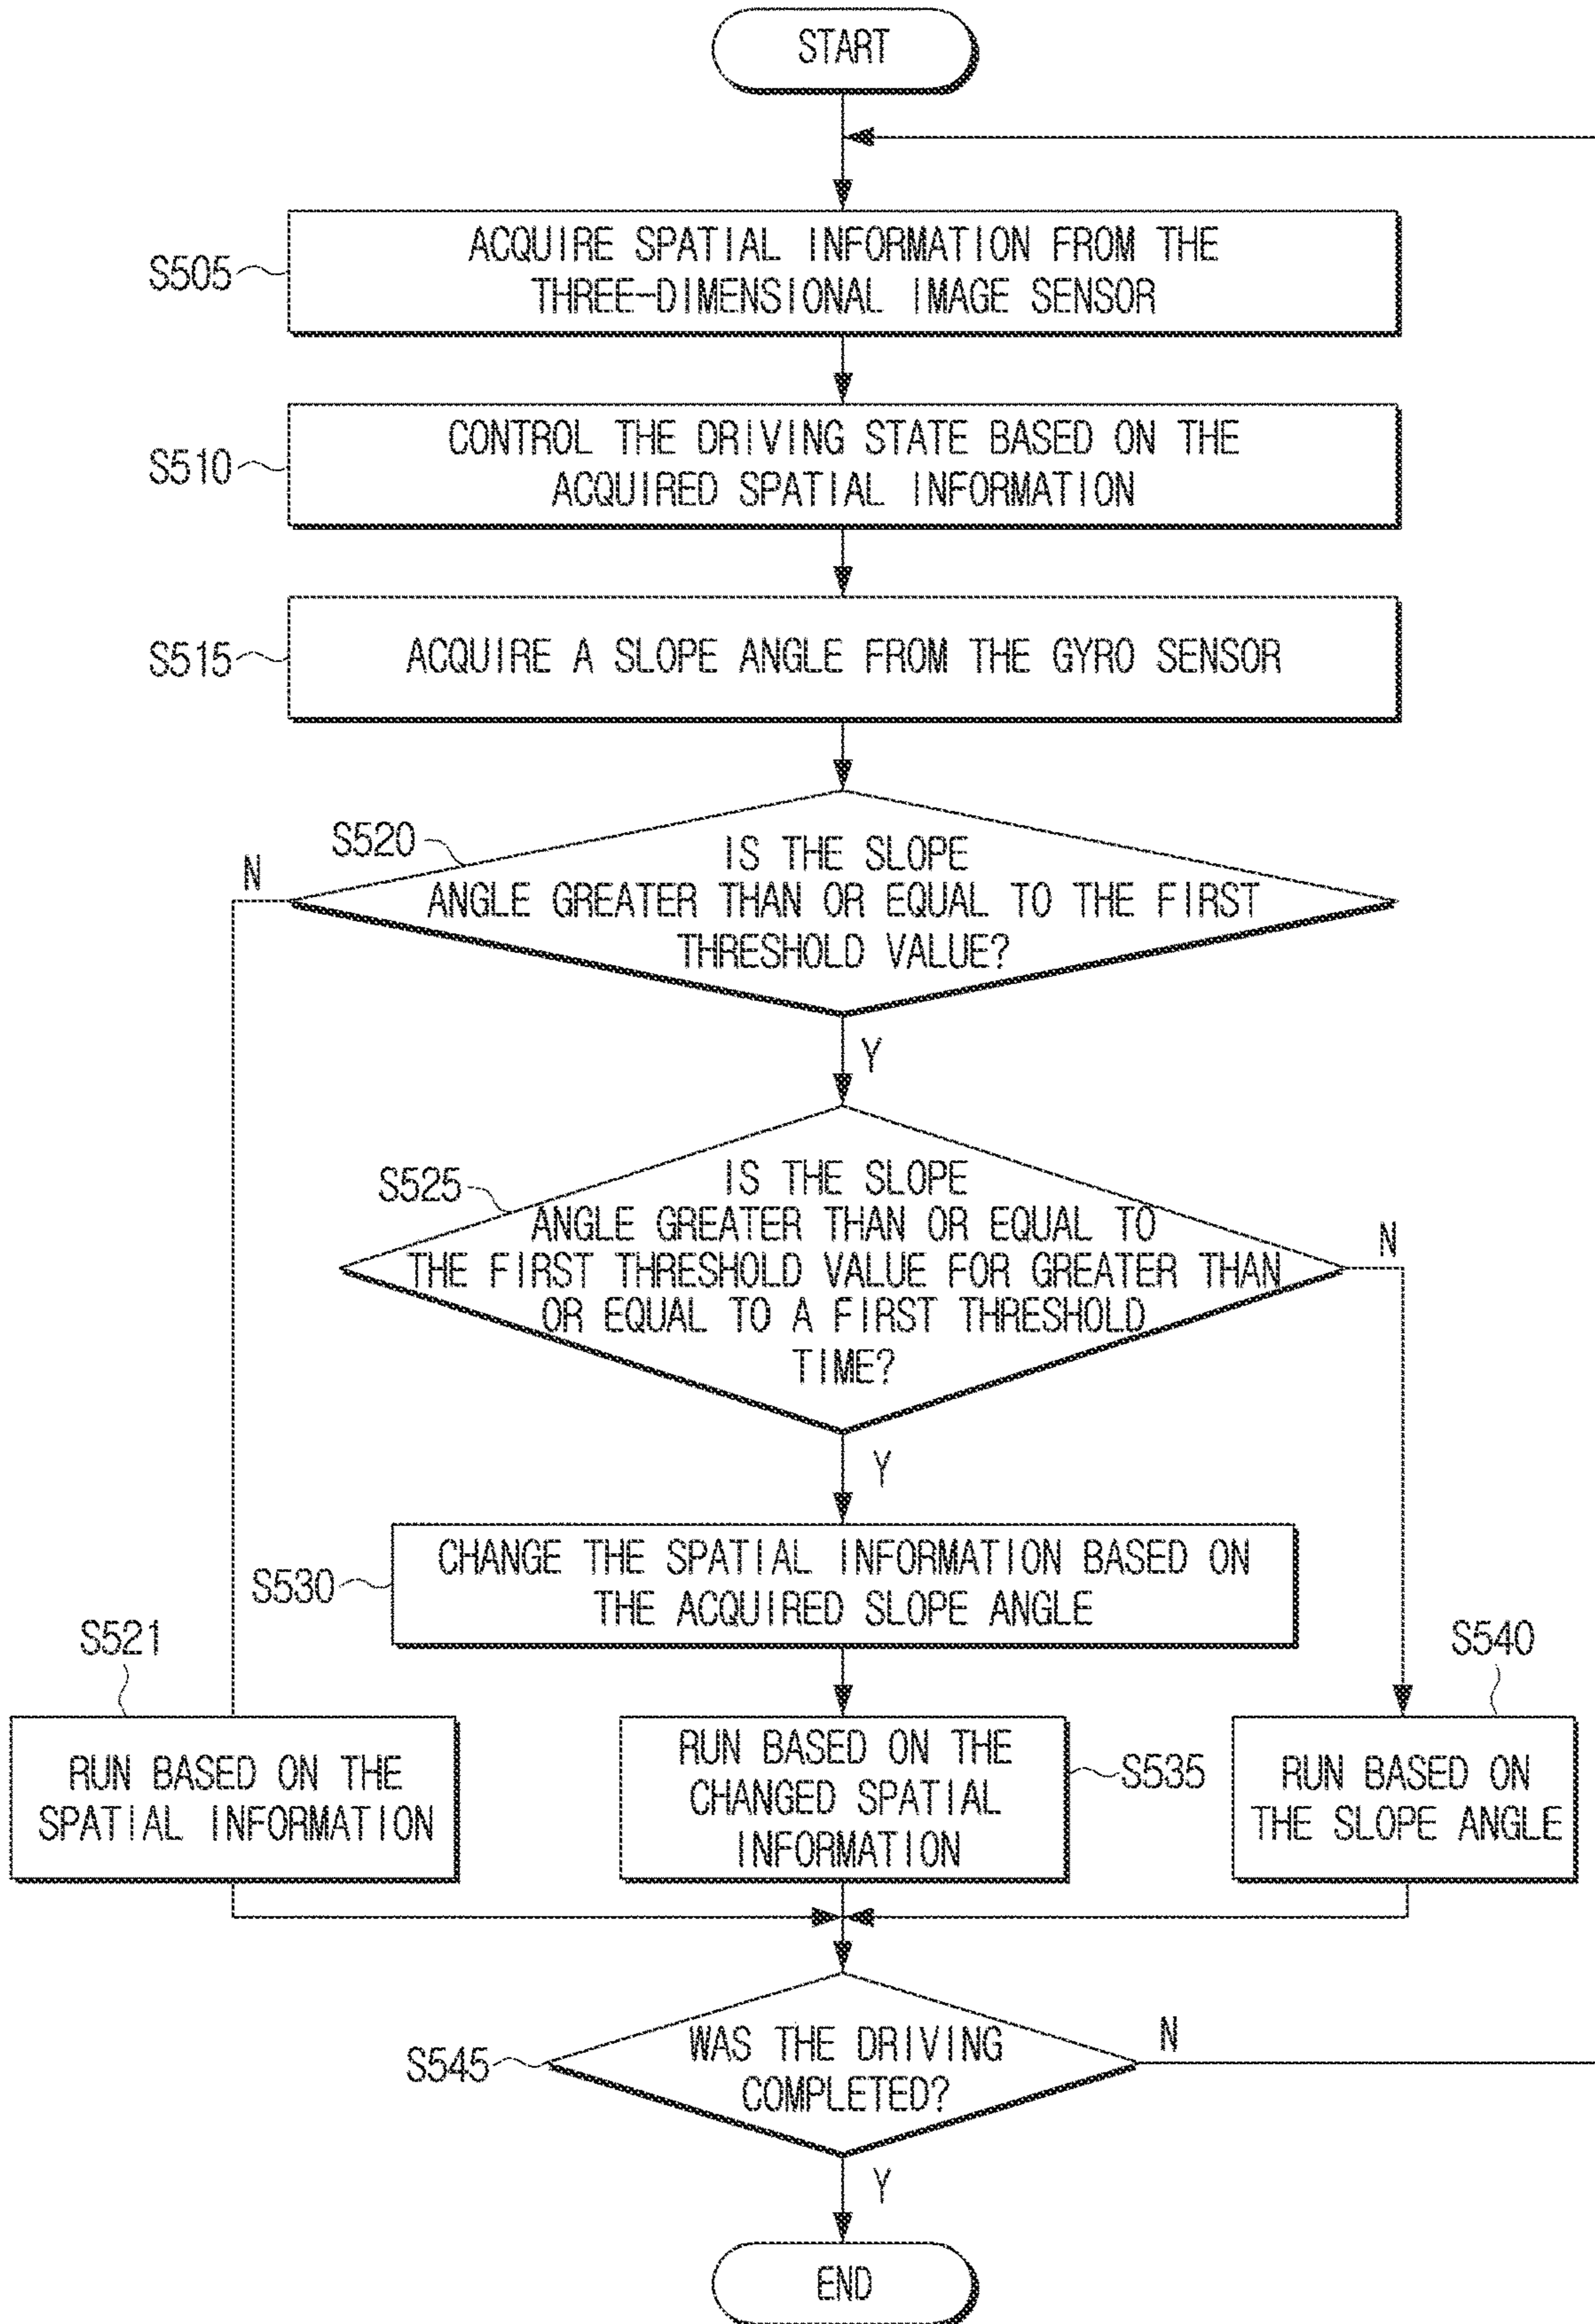 START
S505
ACQUIRE SPATIAL INFORMATION FROM THE
THREE-DIMENSIONAL IMAGE SENSOR
S510
CONTROL THE DRIVING STATE BASED ON THE
ACQUIRED SPATIAL INFORMATION
S515
ACQUIRE A SLOPE ANGLE FROM THE GYRO SENSOR
S520
N
IS THE SLOPE
ANGLE GREATER THAN OR EQUAL TO THE FIRST
THRESHOLD VALUE?
Y
S525
IS THE SLOPE
ANGLE GREATER THAN OR EQUAL TO
THE FIRST THRESHOLD VALUE FOR GREATER THAN
OR EQUAL TO A FIRST THRESHOLD
TIME?
N
Y
S530
CHANGE THE SPATIAL INFORMATION BASED ON
THE ACQUIRED SLOPE ANGLE
S521
RUN BASED ON THE
SPATIAL INFORMATION
RUN BASED ON THE
CHANGED SPATIAL
INFORMATION
S535
S540
RUN BASED ON
THE SLOPE ANGLE
S545
WAS THE DRIVING
COMPLETED?
N
Y
END